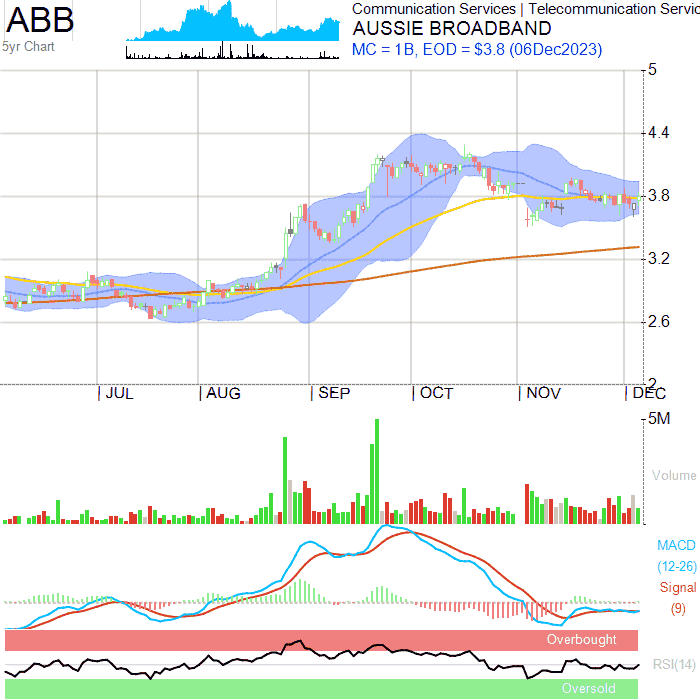 ABB
5yr Chart
Communication Services | Telecommunication Servic
AUSSIE BROADBAND
MC = 1B, EOD = $3.8 (06Dec2023)
5
4.4
3.8
3.2
2.6
2
JUL
AUG
SEP
OCT
NOV
DEC
5M
Volume
MACD
(12-26)
Signal
(9)
Overbought
RSI(14)
Oversold